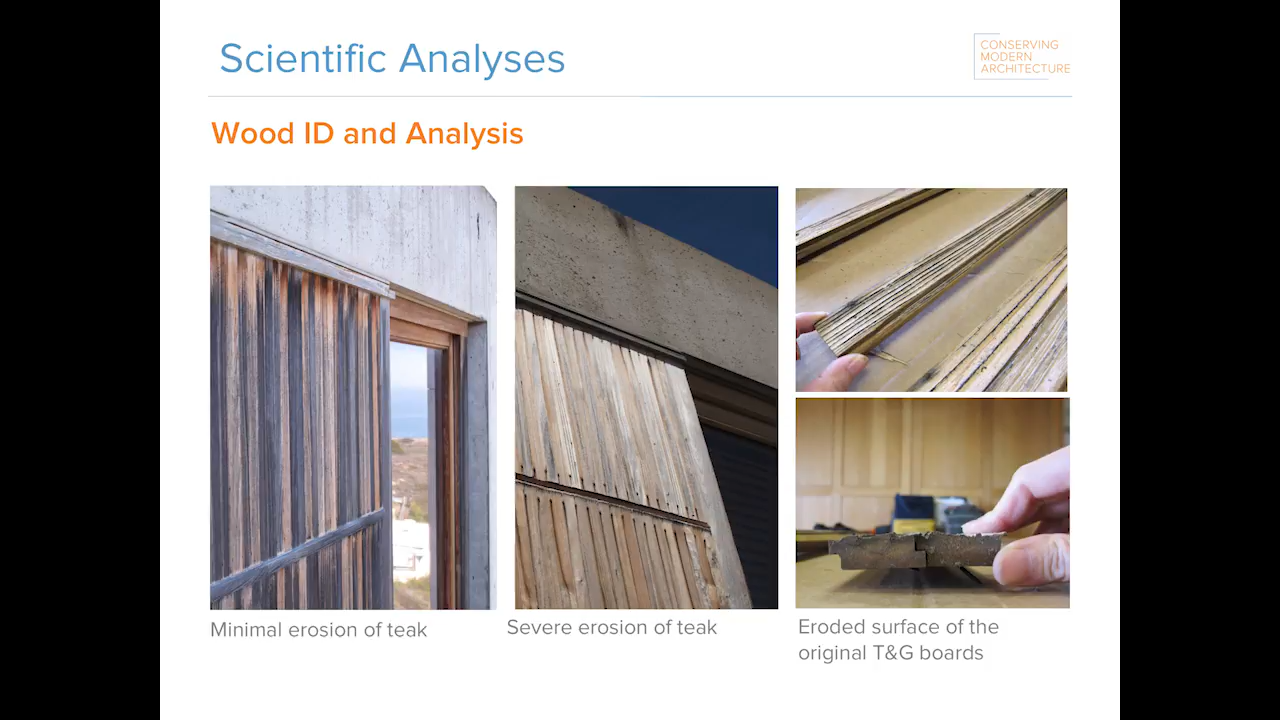 Scientific Analyses
CONSERVING
MODERN
ARCHITECTURE
Wood ID and Analysis
Minimal erosion of teak
Severe erosion of teak
Eroded surface of the
original T&G boards